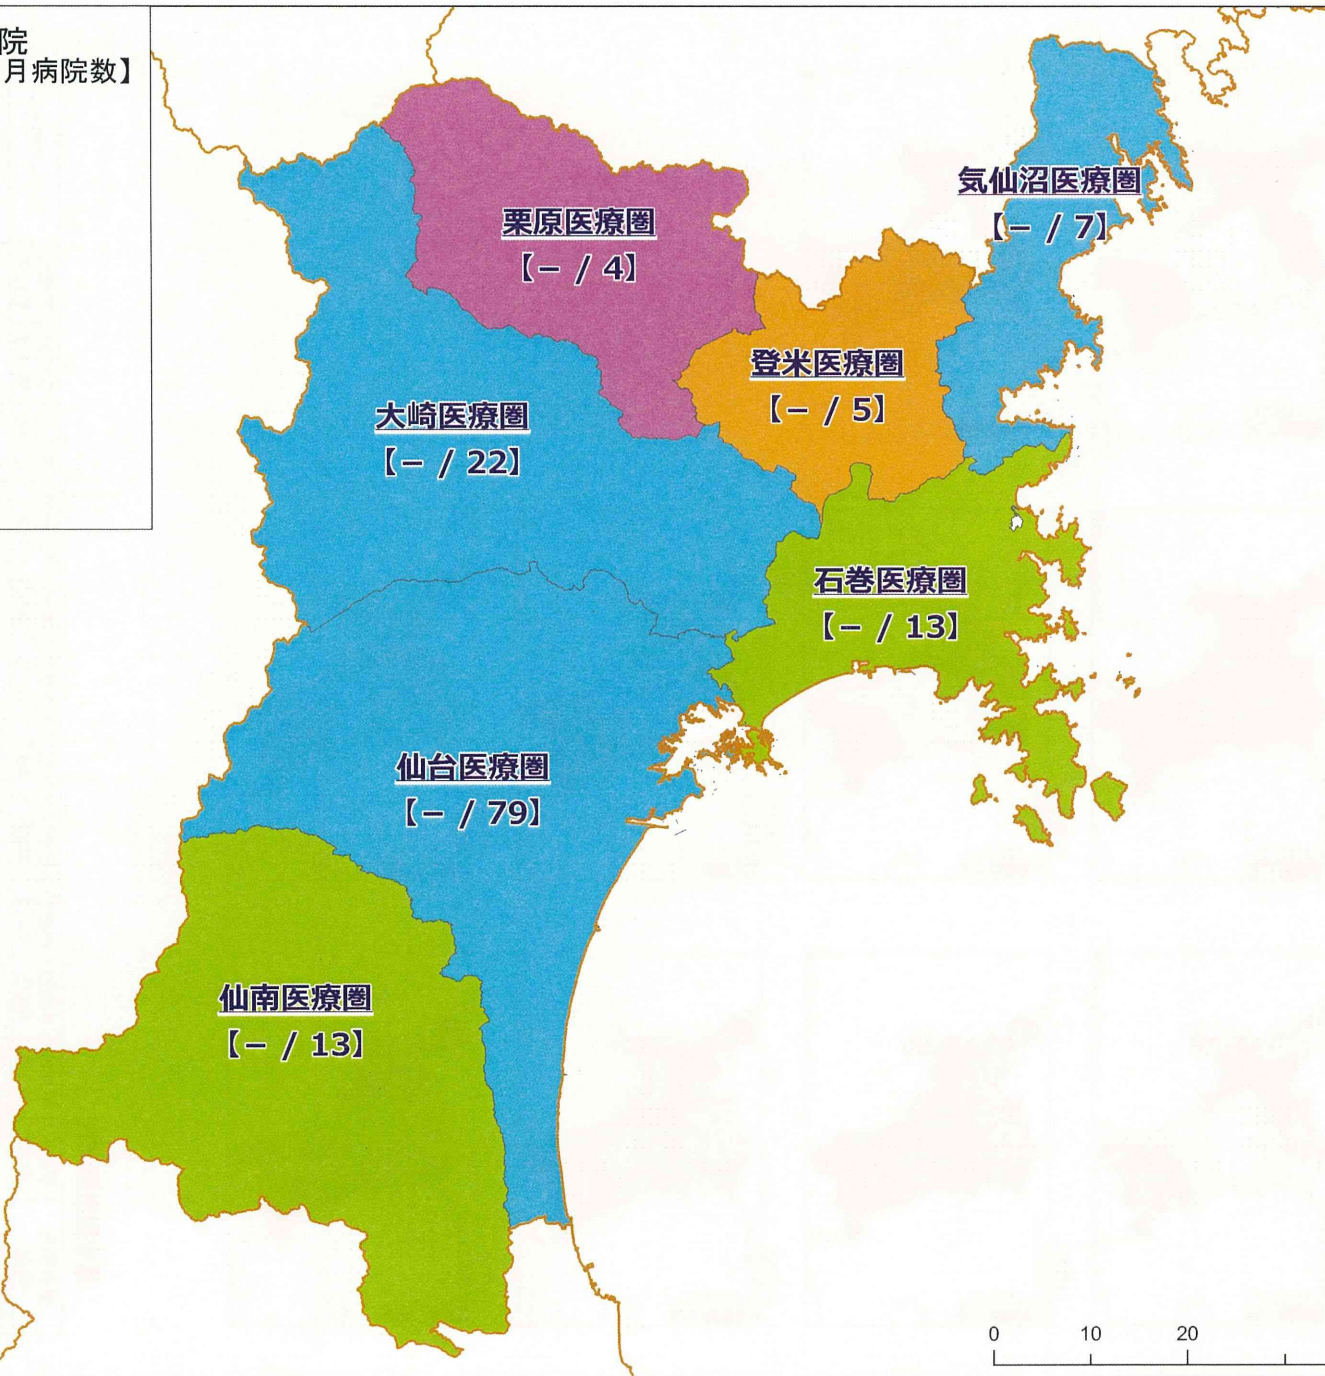 院
月病院数】
気仙沼医療圏
【－ / 7】
栗原医療圏
【－ / 4】
登米医療圏
【－ / 5】
大崎医療圏
【－ / 22】
石巻医療圏
【－ / 13】
仙台医療圏
【－ / 79】
仙南医療圏
【－ / 13】
0 10 20